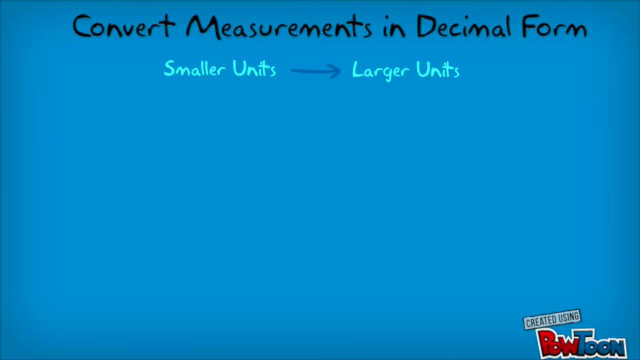 Convert Measurements in Decimal Form
Smaller Units → Larger Units
CREATED USING
POWTOON